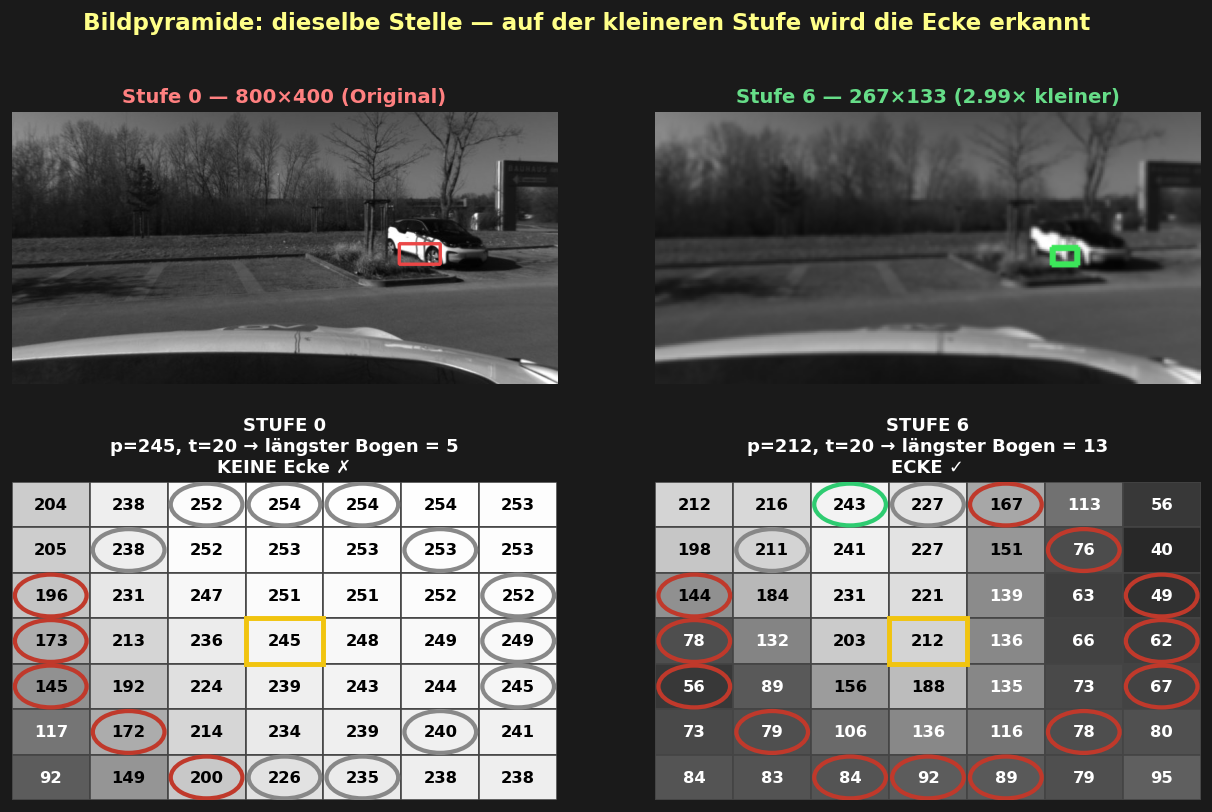 Bildpyramide: dieselbe Stelle — auf der kleineren Stufe wird die Ecke erkannt
Stufe 0 — 800×400 (Original)
Stufe 6 — 267×133 (2.99× kleiner)
STUFE 0
p=245, t=20 → längster Bogen = 5
KEINE Ecke ✗
204 238 252 254 254 254 253
205 238 252 253 253 253 253
196 231 247 251 251 252 252
173 213 236 245 248 249 249
145 192 224 239 243 244 245
117 172 214 234 239 240 241
92 149 200 226 235 238 238
STUFE 6
p=212, t=20 → längster Bogen = 13
ECKE ✓
212 216 243 227 167 113 56
198 211 241 227 151 76 40
144 184 231 221 139 63 49
78 132 203 212 136 66 62
56 89 156 188 135 73 67
73 79 106 136 116 78 80
84 83 84 92 89 79 95